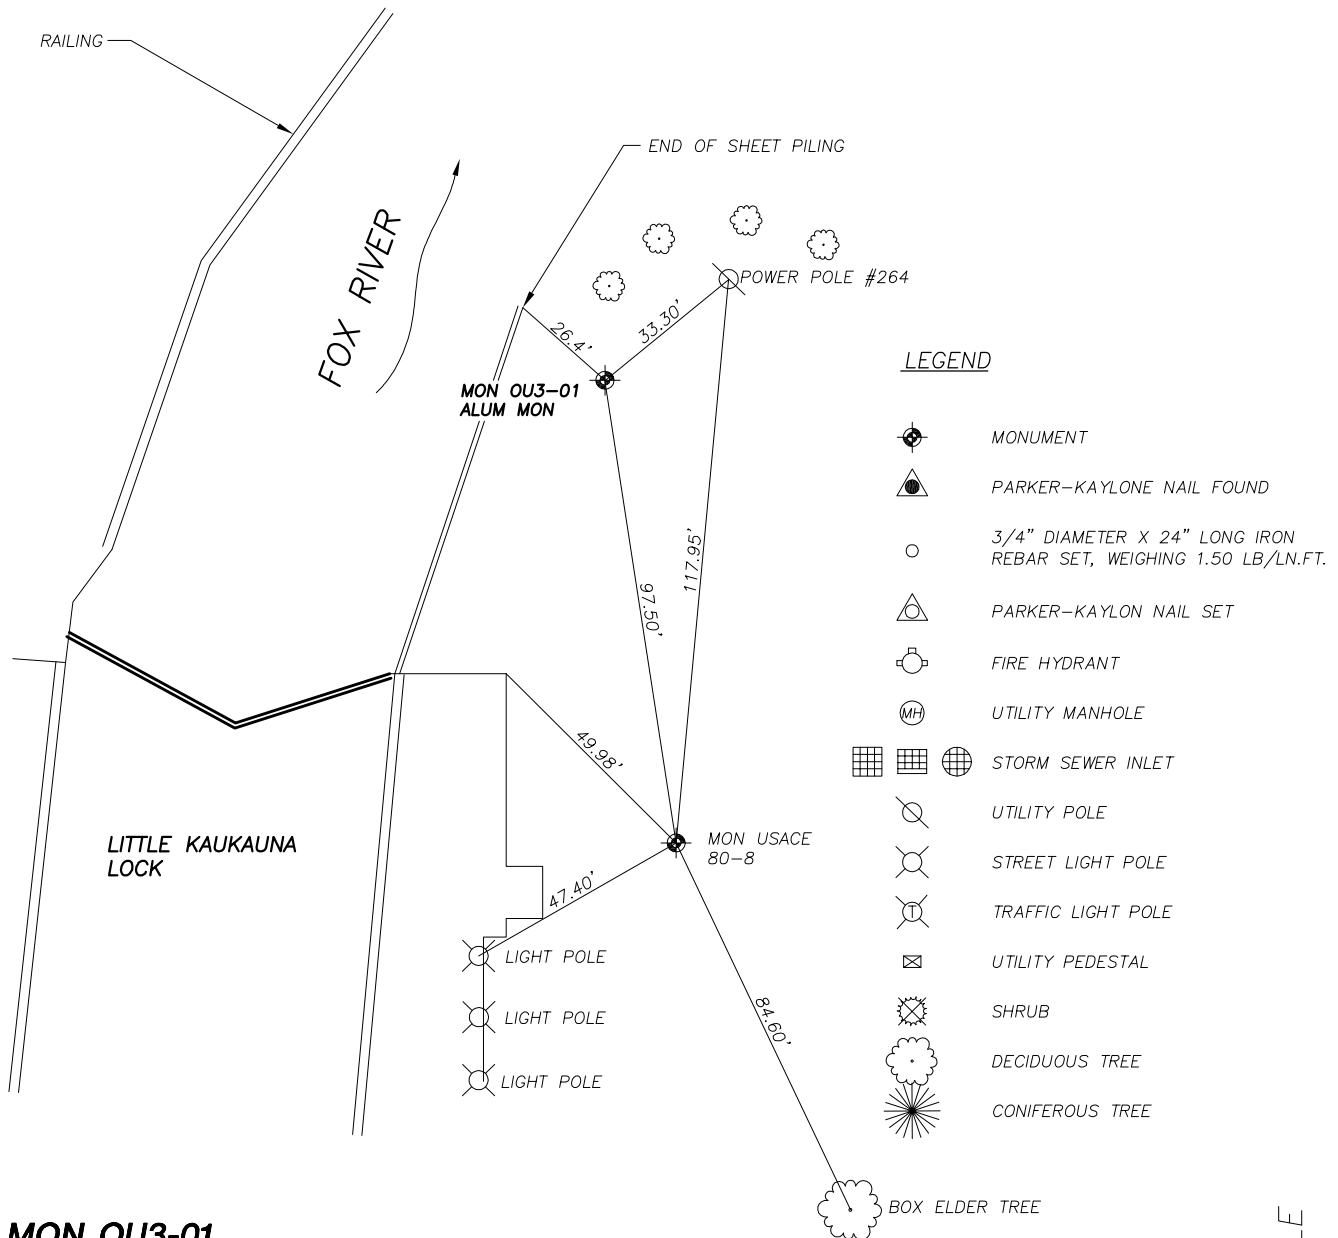 RAILING
END OF SHEET PILING
FOX RIVER
POWER POLE #264
26.4'
33.30'
MON OU3-01
ALUM MON
97.50'
117.95'
49.98'
LITTLE KAUKAUNA
LOCK
MON USACE
80-8
47.40'
LIGHT POLE
LIGHT POLE
LIGHT POLE
84.60'
BOX ELDER TREE
LEGEND
MONUMENT
PARKER-KAYLONE NAIL FOUND
3/4" DIAMETER X 24" LONG IRON
REBAR SET, WEIGHING 1.50 LB/LN.FT.
PARKER-KAYLON NAIL SET
FIRE HYDRANT
MH
UTILITY MANHOLE
STORM SEWER INLET
UTILITY POLE
STREET LIGHT POLE
T
TRAFFIC LIGHT POLE
UTILITY PEDESTAL
SHRUB
DECIDUOUS TREE
CONIFEROUS TREE
MON OU3-01